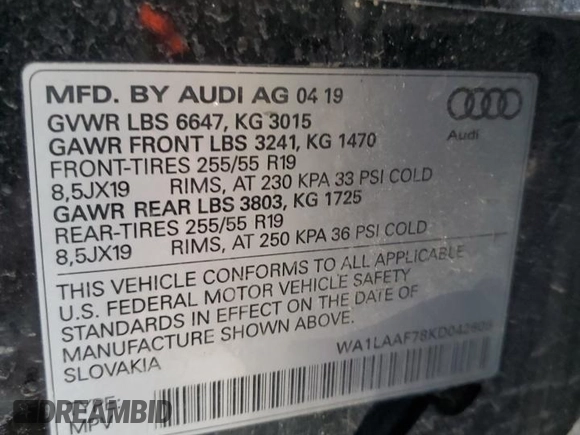 MFD. BY AUDI AG 04 19
GVWR LBS 6647, KG 3015
GAWR FRONT LBS 3241, KG 1470
FRONT-TIRES 255/55 R19
8,5JX19 RIMS, AT 230 KPA 33 PSI COLD
GAWR REAR LBS 3803, KG 1725
REAR-TIRES 255/55 R19
8,5JX19 RIMS, AT 250 KPA 36 PSI COLD
Audi
THIS VEHICLE CONFORMS TO ALL APPLICABLE
U.S. FEDERAL MOTOR VEHICLE SAFETY
STANDARDS IN EFFECT ON THE DATE OF
MANUFACTURE SHOWN ABOVE.
SLOVAKIA
TYPE:
MPV
DREAMBID